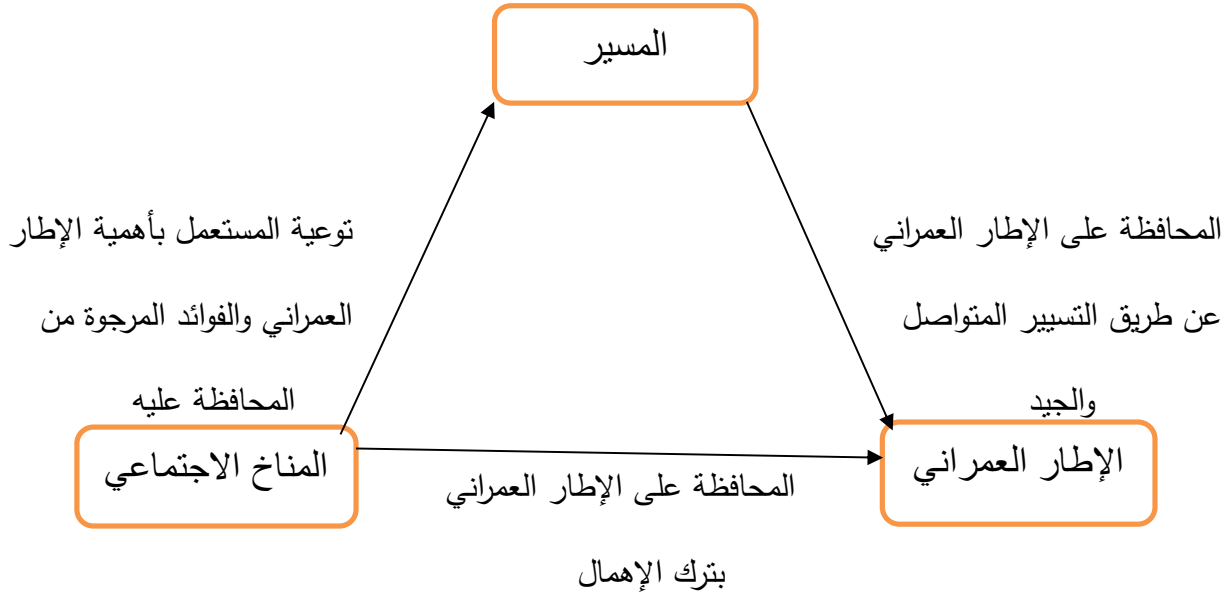 المسير
المحافظة على الإطار العمراني
عن طريق التسيير المتواصل
والجيد
توعية المستعمل بأهمية الإطار
العمراني والفوائد المرجوة من
المحافظة عليه
الإطار العمراني
المناخ الاجتماعي
المحافظة على الإطار العمراني
بترك الإهمال